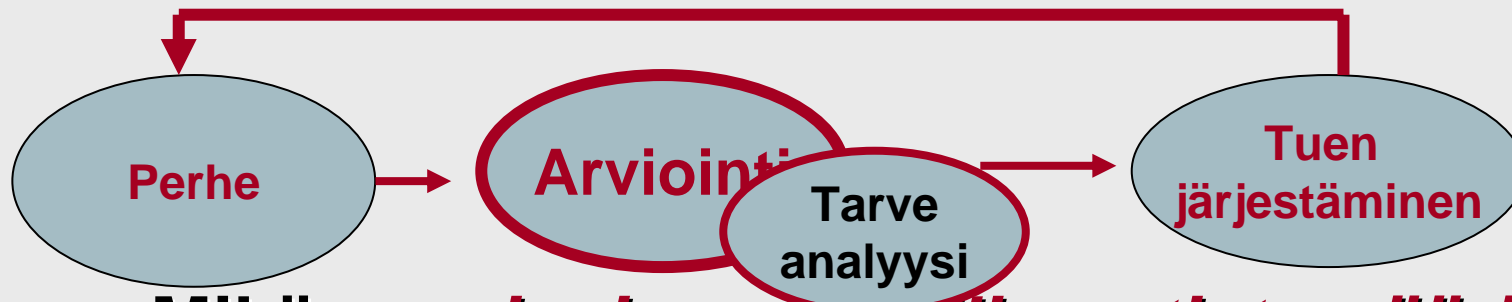 Perhe
Arviointi
Tarve
analyysi
Tuen
järjestäminen